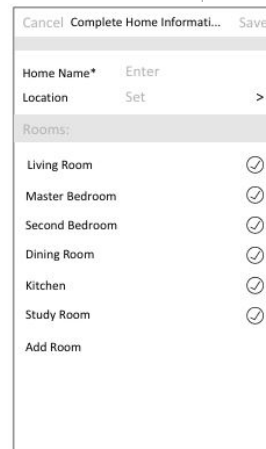 Cancel Complete Home Informati... Save
Home Name* Enter
Location Set >
Rooms:
Living Room
Master Bedroom
Second Bedroom
Dining Room
Kitchen
Study Room
Add Room